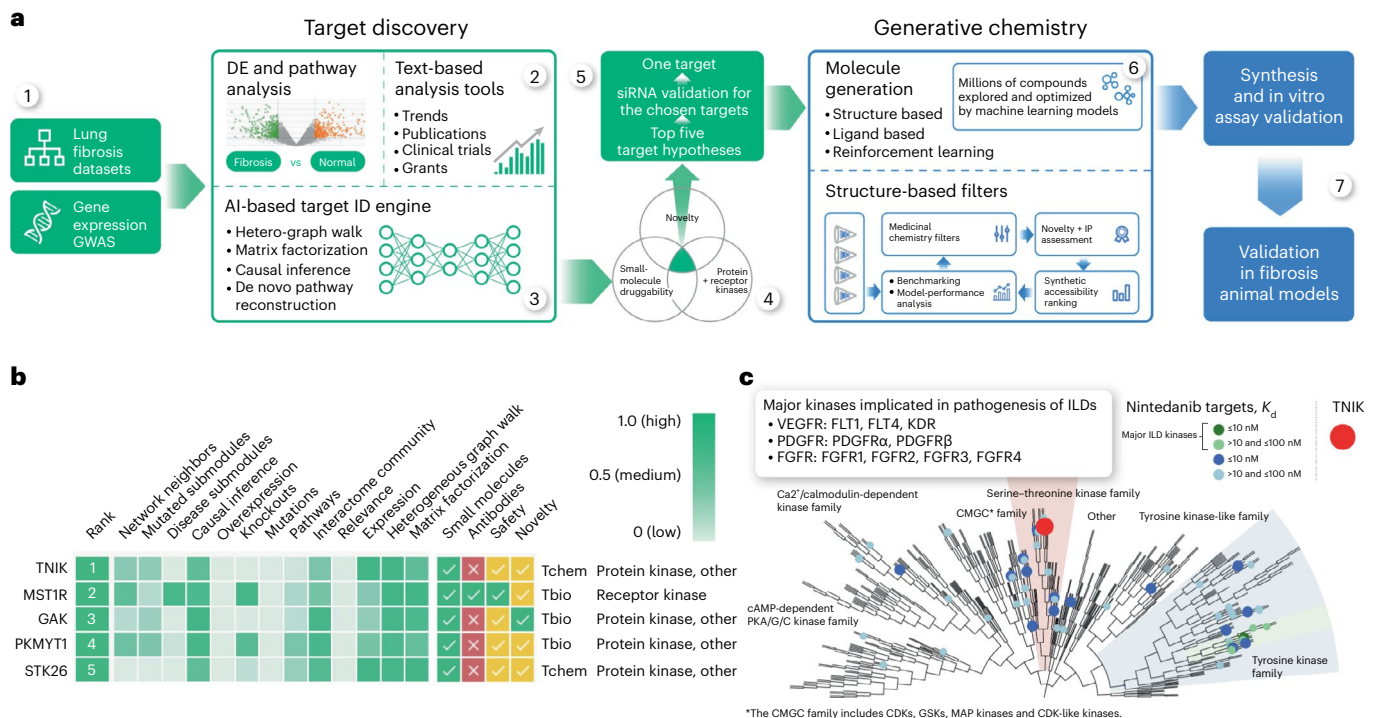 a
Target discovery
Generative chemistry
1
Lung
fibrosis
datasets
Gene
expression
GWAS
DE and pathway
analysis
Fibrosis
vs
Normal
Text-based
analysis tools
2
• Trends
• Publications
• Clinical trials
• Grants
AI-based target ID engine
• Hetero-graph walk
• Matrix factorization
• Causal inference
• De novo pathway
reconstruction
3
5
One target
siRNA validation for
the chosen targets
Top five
target hypotheses
Novelty
Small-
molecule
druggability
Protein
+ receptor
kinases
4
Molecule
generation
• Structure based
• Ligand based
• Reinforcement learning
6
Millions of compounds
explored and optimized
by machine learning models
Structure-based filters
Medicinal
chemistry filters
Novelty + IP
assessment
• Benchmarking
• Model-performance
analysis
Synthetic
accessibility
ranking
Synthesis
and in vitro
assay validation
7
Validation
in fibrosis
animal models
b
Rank
Network neighbors
Mutated submodules
Disease submodules
Causal inference
Overexpression
Knockouts
Mutations
Pathways
Interactome community
Relevance
Expression
Heterogeneous graph walk
Matrix factorization
Small molecules
Antibodies
Safety
Novelty
1.0 (high)
0.5 (medium)
0 (low)
TNIK 1 Tchem Protein kinase, other
MST1R 2 Tbio Receptor kinase
GAK 3 Tbio Protein kinase, other
PKMYT1 4 Tbio Protein kinase, other
STK26 5 Tchem Protein kinase, other
c
Major kinases implicated in pathogenesis of ILDs
• VEGFR: FLT1, FLT4, KDR
• PDGFR: PDGFRα, PDGFRβ
• FGFR: FGFR1, FGFR2, FGFR3, FGFR4
Nintedanib targets, Kd
Major ILD kinases
≤10 nM
>10 and ≤100 nM
≤10 nM
>10 and ≤100 nM
TNIK
Ca2+/calmodulin-dependent
kinase family
Serine–threonine kinase family
CMGC* family
Other
Tyrosine kinase-like family
cAMP-dependent
PKA/G/C kinase family
Tyrosine kinase
family
*The CMGC family includes CDKs, GSKs, MAP kinases and CDK-like kinases.